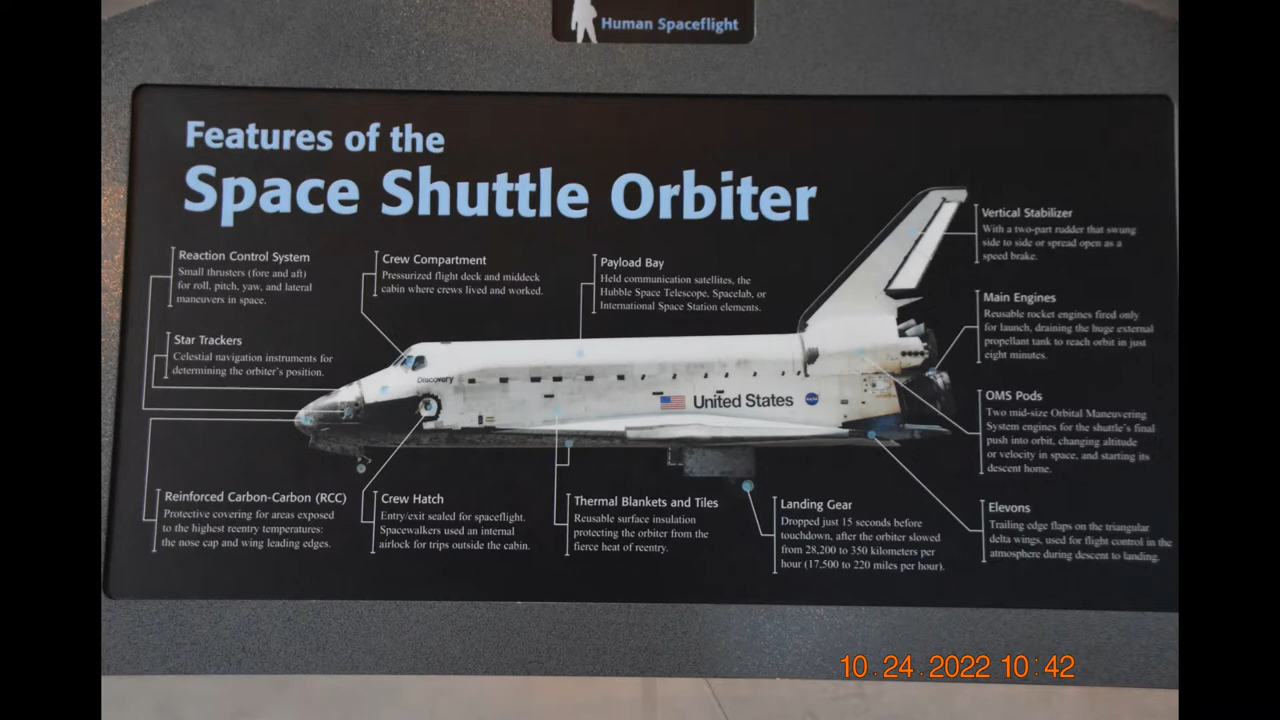 Human Spaceflight
Features of the
Space Shuttle Orbiter
Reaction Control System
Small thrusters (fore and aft)
for roll, pitch, yaw, and lateral
maneuvers in space.
Crew Compartment
Pressurized flight deck and middeck
cabin where crews lived and worked.
Payload Bay
Held communication satellites, the
Hubble Space Telescope, Spacelab, or
International Space Station elements.
Vertical Stabilizer
With a two-part rudder that swung
side to side or spread open as a
speed brake.
Star Trackers
Celestial navigation instruments for
determining the orbiter's position.
Main Engines
Reusable rocket engines fired only
for launch, draining the huge external
propellant tank to reach orbit in just
eight minutes.
Discovery
United States
NASA
OMS Pods
Two mid-size Orbital Maneuvering
System engines for the shuttle's final
push into orbit, changing altitude
or velocity in space, and starting its
descent home.
Reinforced Carbon-Carbon (RCC)
Protective covering for areas exposed
to the highest reentry temperatures:
the nose cap and wing leading edges.
Crew Hatch
Entry/exit sealed for spaceflight.
Spacewalkers used an internal
airlock for trips outside the cabin.
Thermal Blankets and Tiles
Reusable surface insulation
protecting the orbiter from the
fierce heat of reentry.
Landing Gear
Dropped just 15 seconds before
touchdown, after the orbiter slowed
from 28,200 to 350 kilometers per
hour (17,500 to 220 miles per hour).
Elevons
Trailing edge flaps on the triangular
delta wings, used for flight control in the
atmosphere during descent to landing.
10.24.2022 10:42